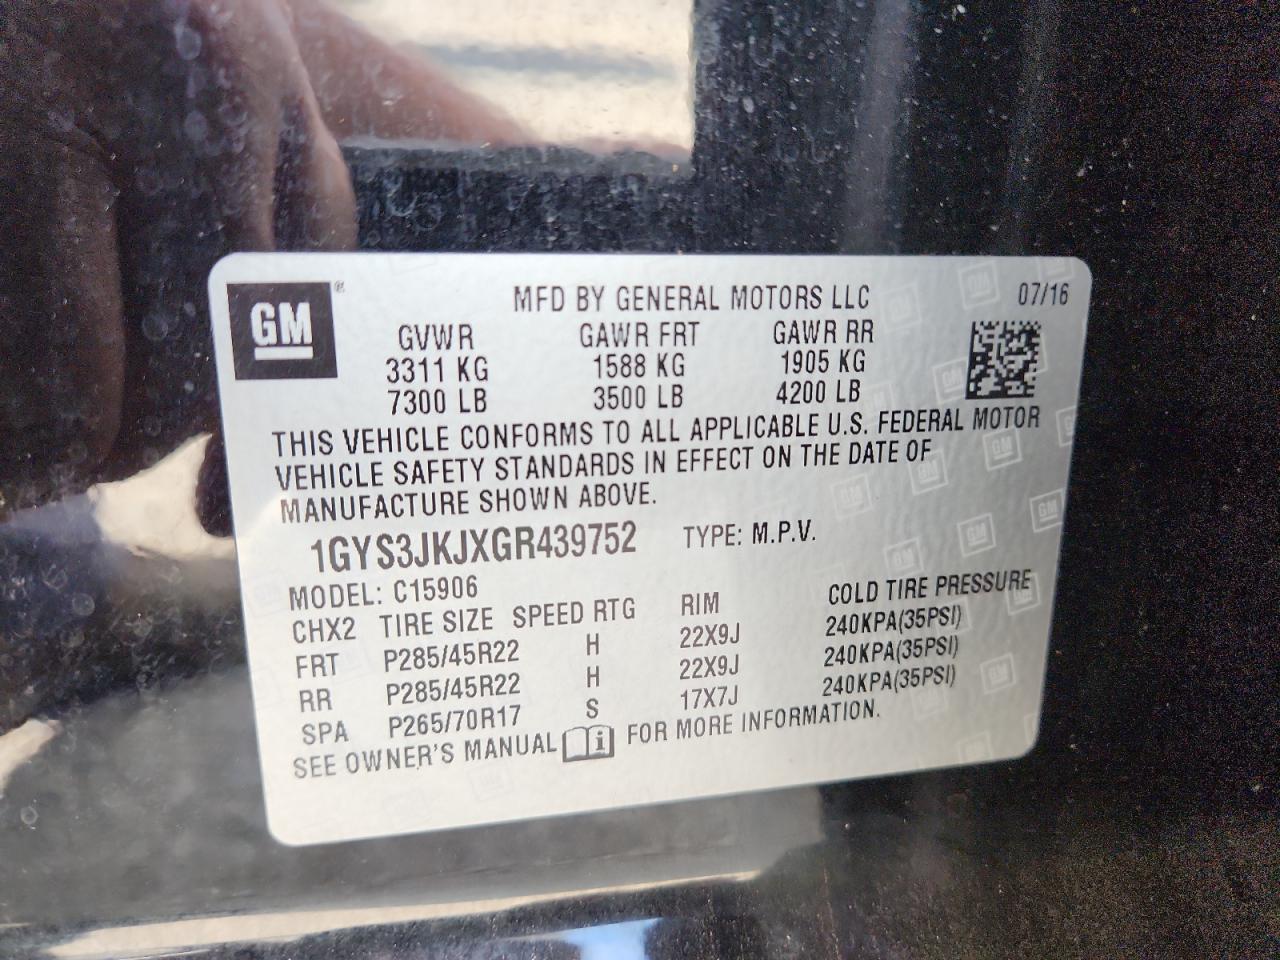 GM ®
MFD BY GENERAL MOTORS LLC 07/16
GVWR GAWR FRT GAWR RR
3311 KG 1588 KG 1905 KG
7300 LB 3500 LB 4200 LB
THIS VEHICLE CONFORMS TO ALL APPLICABLE U.S. FEDERAL MOTOR
VEHICLE SAFETY STANDARDS IN EFFECT ON THE DATE OF
MANUFACTURE SHOWN ABOVE.
1GYS3JKJXGR439752 TYPE: M.P.V.
MODEL: C15906
CHX2 TIRE SIZE SPEED RTG RIM COLD TIRE PRESSURE
FRT P285/45R22 H 22X9J 240KPA(35PSI)
RR P285/45R22 H 22X9J 240KPA(35PSI)
SPA P265/70R17 S 17X7J 240KPA(35PSI)
SEE OWNER'S MANUAL i FOR MORE INFORMATION.